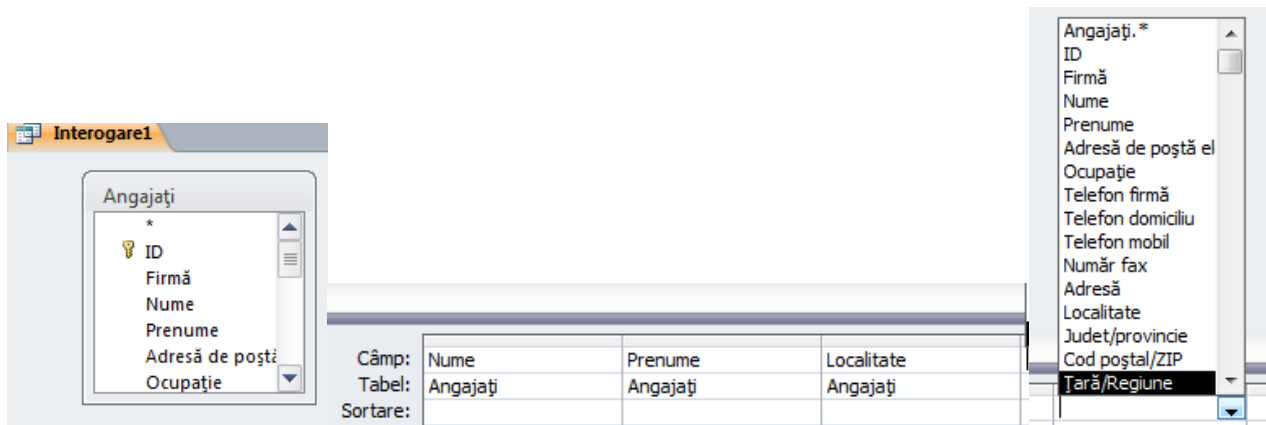 Interogare1
Angajaţi
*
ID
Firmă
Nume
Prenume
Adresă de poştă
Ocupaţie
Câmp: Nume Prenume Localitate
Tabel: Angajaţi Angajaţi Angajaţi
Sortare:
Angajaţi.*
ID
Firmă
Nume
Prenume
Adresă de poştă el
Ocupaţie
Telefon firmă
Telefon domiciliu
Telefon mobil
Număr fax
Adresă
Localitate
Judet/provincie
Cod poştal/ZIP
Ţară/Regiune